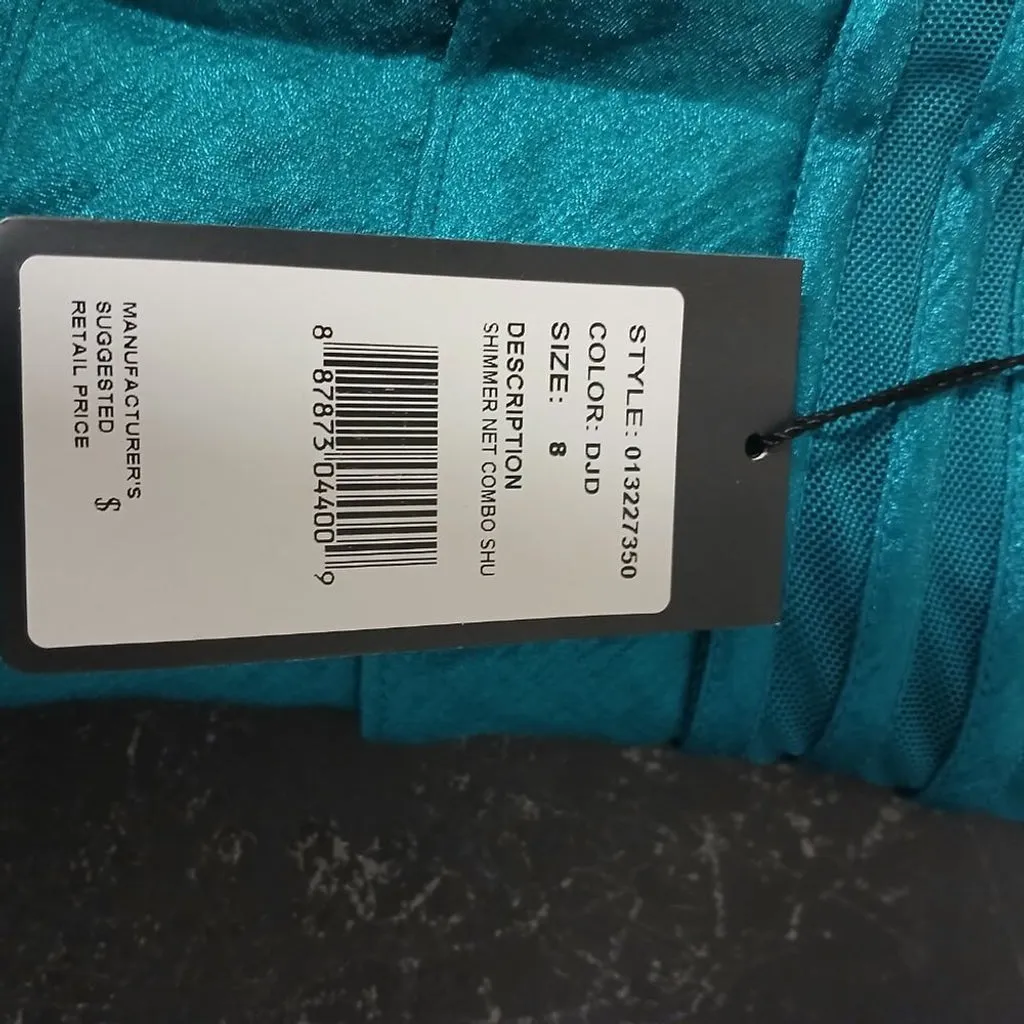 STYLE: 013227350
COLOR: DJD
SIZE: 8
DESCRIPTION
SHIMMER NET COMBO SHU
8 87873 04400 9
MANUFACTURER'S
SUGGESTED
RETAIL PRICE $